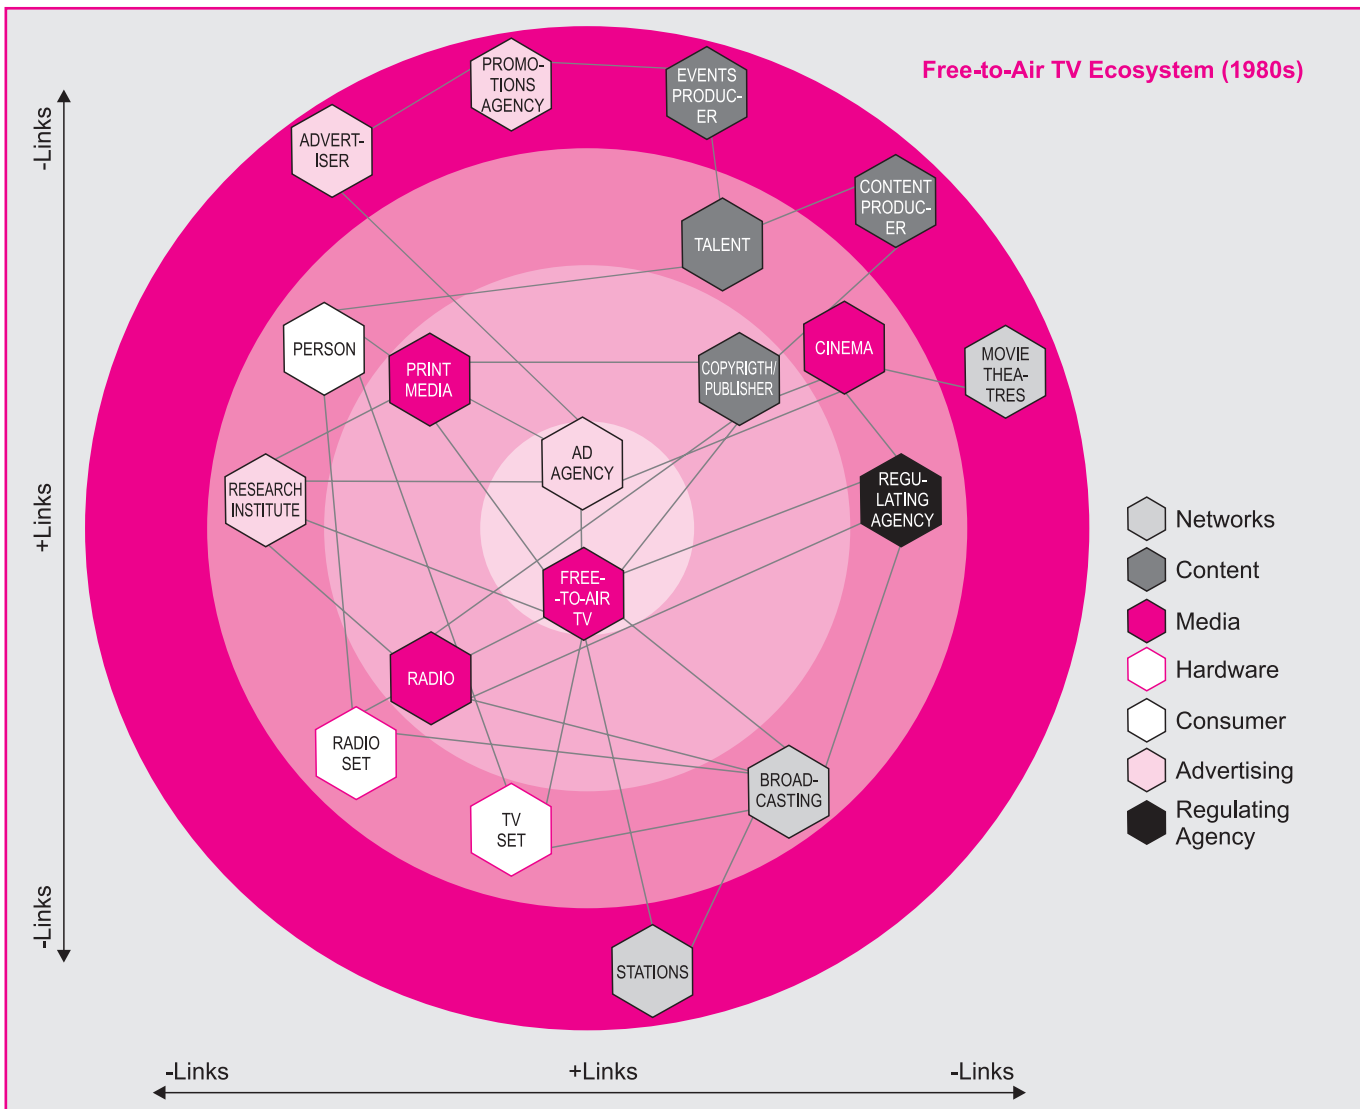 Free-to-Air TV Ecosystem (1980s)
-Links
+Links
-Links
PROMO-
TIONS
AGENCY
EVENTS
PRODUC-
ER
ADVERT-
ISER
CONTENT
PRODUC-
ER
TALENT
PERSON
PRINT
MEDIA
COPYRIGTH/
PUBLISHER
CINEMA
MOVIE
THEA-
TRES
AD
AGENCY
RESEARCH
INSTITUTE
REGU-
LATING
AGENCY
FREE-
-TO-AIR
TV
RADIO
RADIO
SET
TV
SET
BROAD-
CASTING
STATIONS
Networks
Content
Media
Hardware
Consumer
Advertising
Regulating
Agency
-Links
+Links
-Links